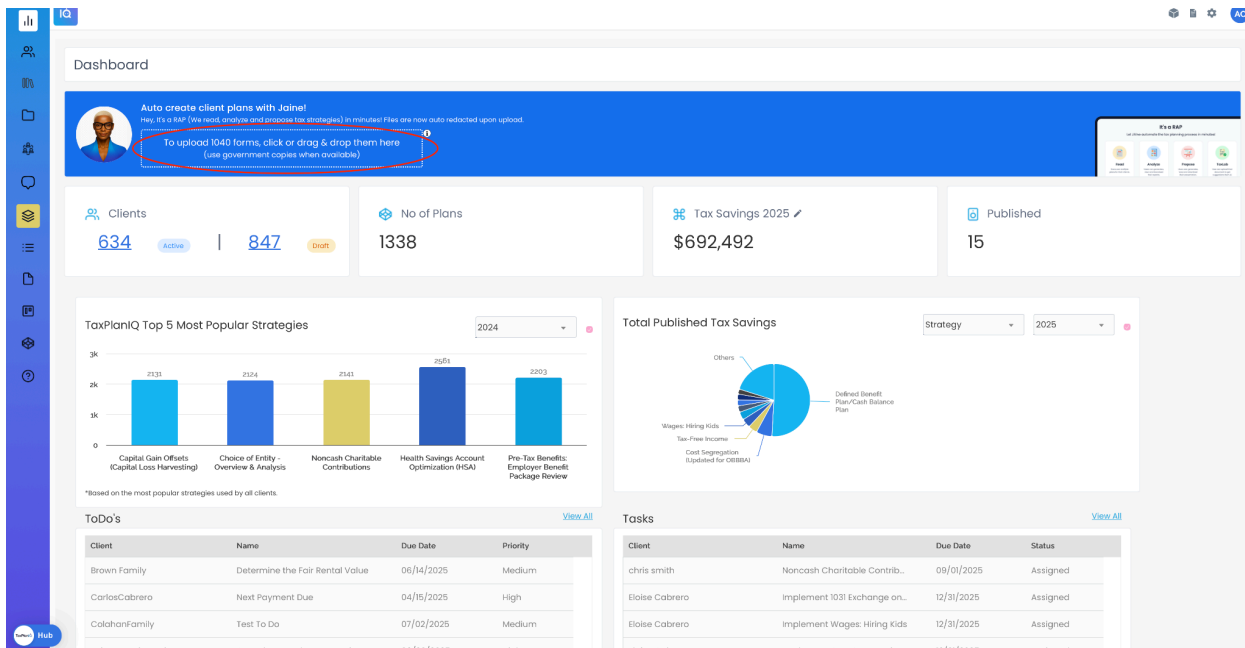 IQ
AC
Dashboard
Auto create client plans with Jaine!
Hey, it's a RAP (We read, analyze and propose tax strategies) in minutes! Files are now auto redacted upon upload.
To upload 1040 forms, click or drag & drop them here
(use government copies when available)
It's a RAP
Read Analyze Propose
Clients
634 Active | 847 Draft
No of Plans
1338
Tax Savings 2025
$692,492
Published
15
TaxPlanIQ Top 5 Most Popular Strategies
2024
3k
2k
1k
0
2131
2124
2141
2561
2203
Capital Gain Offsets
(Capital Loss Harvesting)
Choice of Entity -
Overview & Analysis
Noncash Charitable
Contributions
Health Savings Account
Optimization (HSA)
Pre-Tax Benefits:
Employer Benefit
Package Review
*Based on the most popular strategies used by all clients.
Total Published Tax Savings
Strategy
2025
Others
Defined Benefit
Plan/Cash Balance
Plan
Wages: Hiring Kids
Tax-Free Income
Cost Segregation
(Updated for OBBBA)
ToDo's
View All
Client Name Due Date Priority
Brown Family Determine the Fair Rental Value 06/14/2025 Medium
CarlosCabrero Next Payment Due 04/15/2025 High
ColahanFamily Test To Do 07/02/2025 Medium
Tasks
View All
Client Name Due Date Status
chris smith Noncash Charitable Contrib... 09/01/2025 Assigned
Eloise Cabrero Implement 1031 Exchange on... 12/31/2025 Assigned
Eloise Cabrero Implement Wages: Hiring Kids 12/31/2025 Assigned
Hub